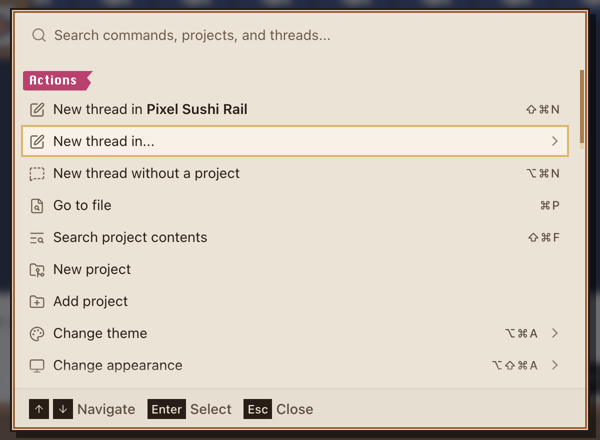 Search commands, projects, and threads...
Actions
New thread in Pixel Sushi Rail ⇧⌘N
New thread in...
New thread without a project ⌥⌘N
Go to file ⌘P
Search project contents ⇧⌘F
New project
Add project
Change theme ⌥⌘A
Change appearance ⌥⇧⌘A
↑ ↓ Navigate Enter Select Esc Close